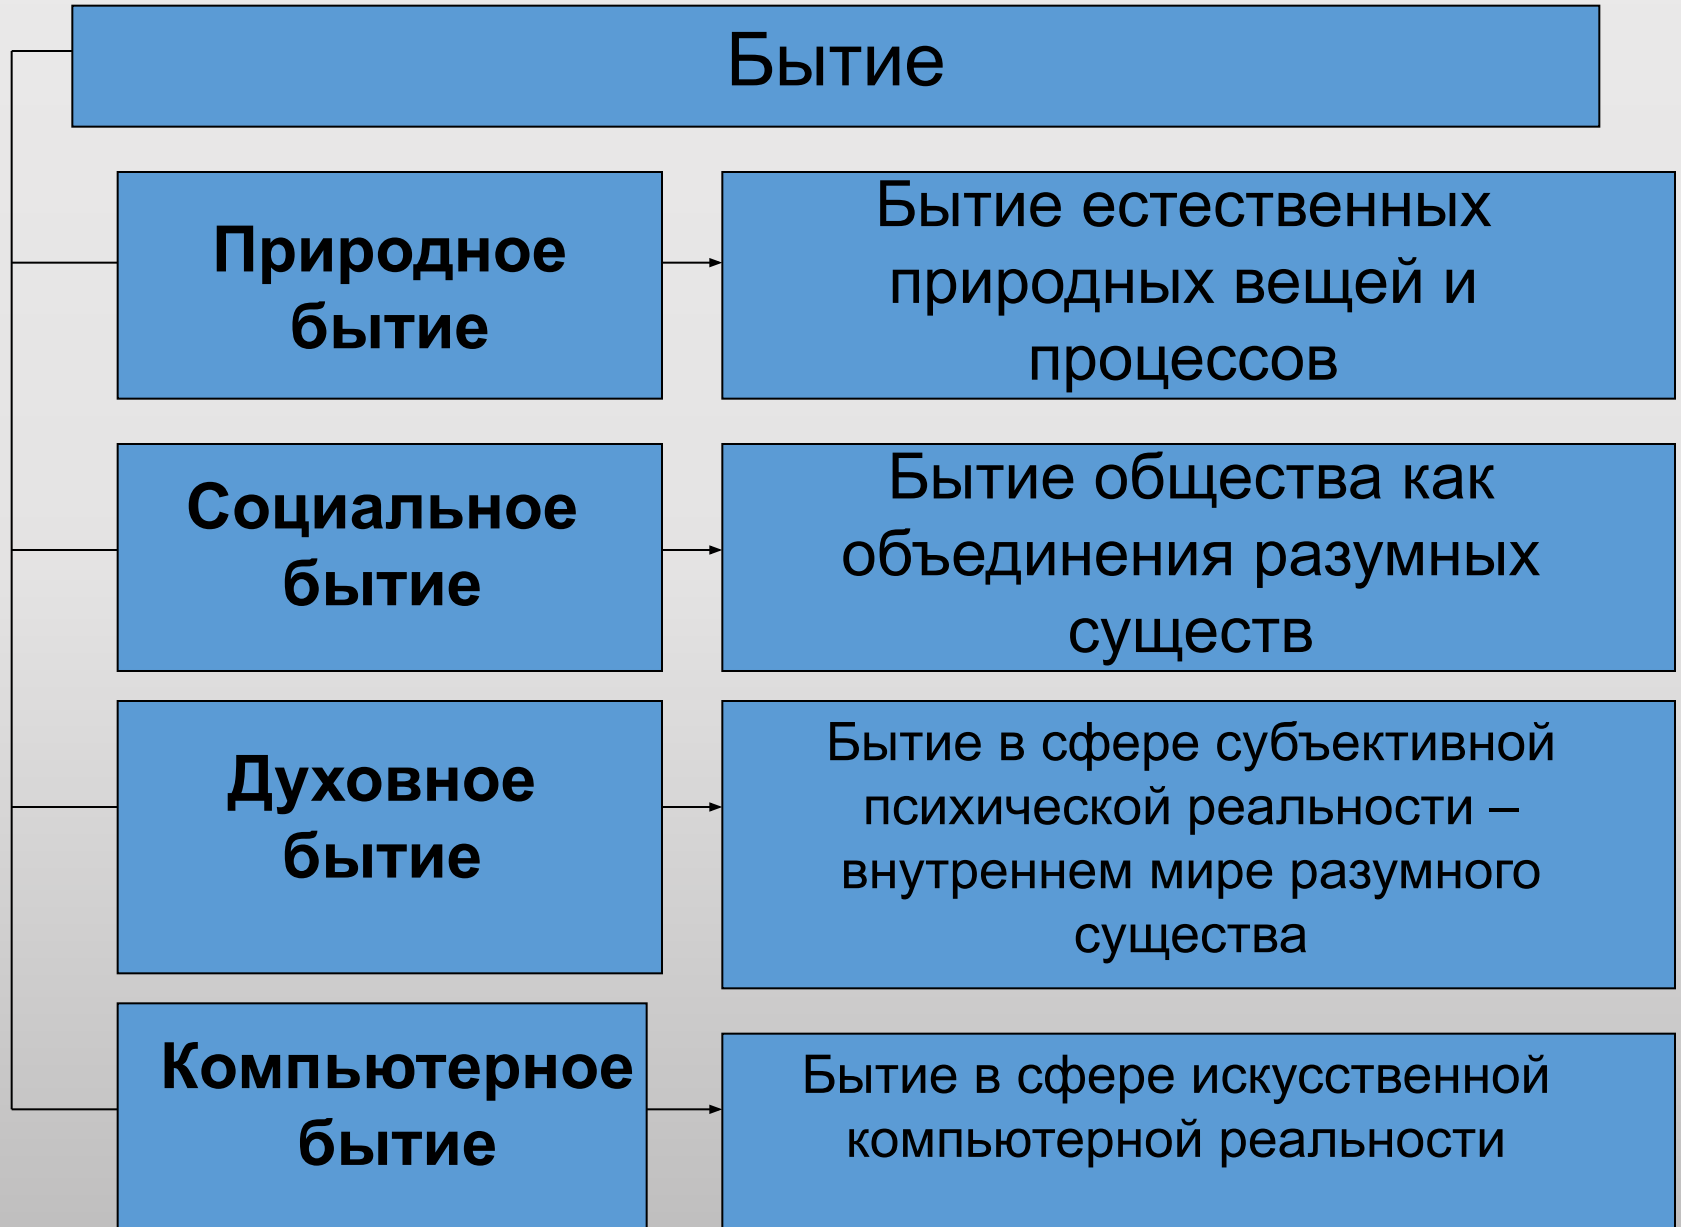 Бытие
Природное
бытие
Бытие естественных
природных вещей и
процессов
Социальное
бытие
Бытие общества как
объединения разумных
существ
Духовное
бытие
Бытие в сфере субъективной
психической реальности –
внутреннем мире разумного
существа
Компьютерное
бытие
Бытие в сфере искусственной
компьютерной реальности